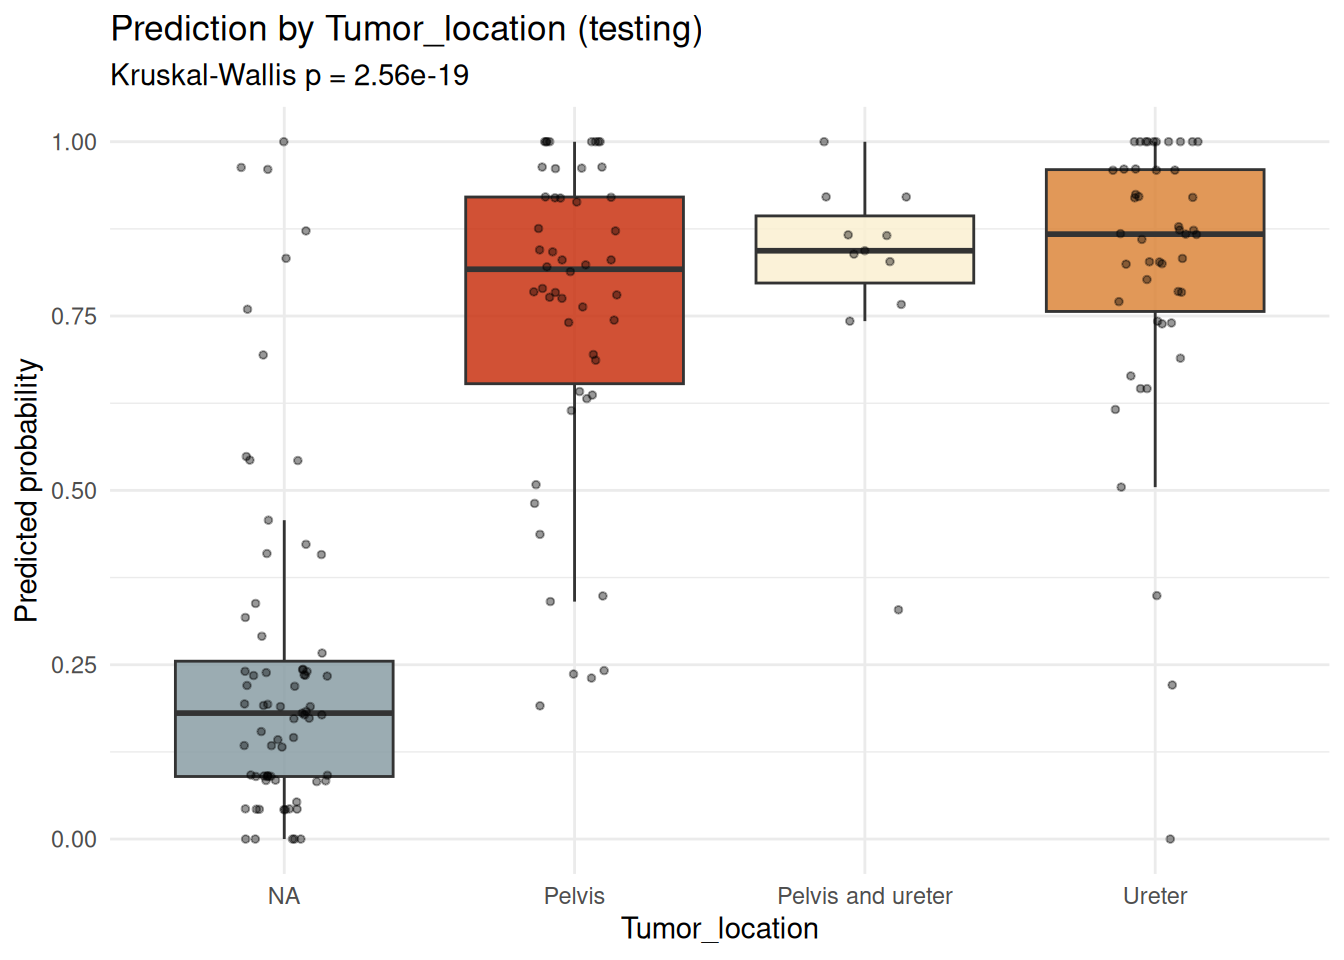 Prediction by Tumor_location (testing)
Kruskal-Wallis p = 2.56e-19
Predicted probability
1.00
0.75
0.50
0.25
0.00
NA Pelvis Pelvis and ureter Ureter
Tumor_location